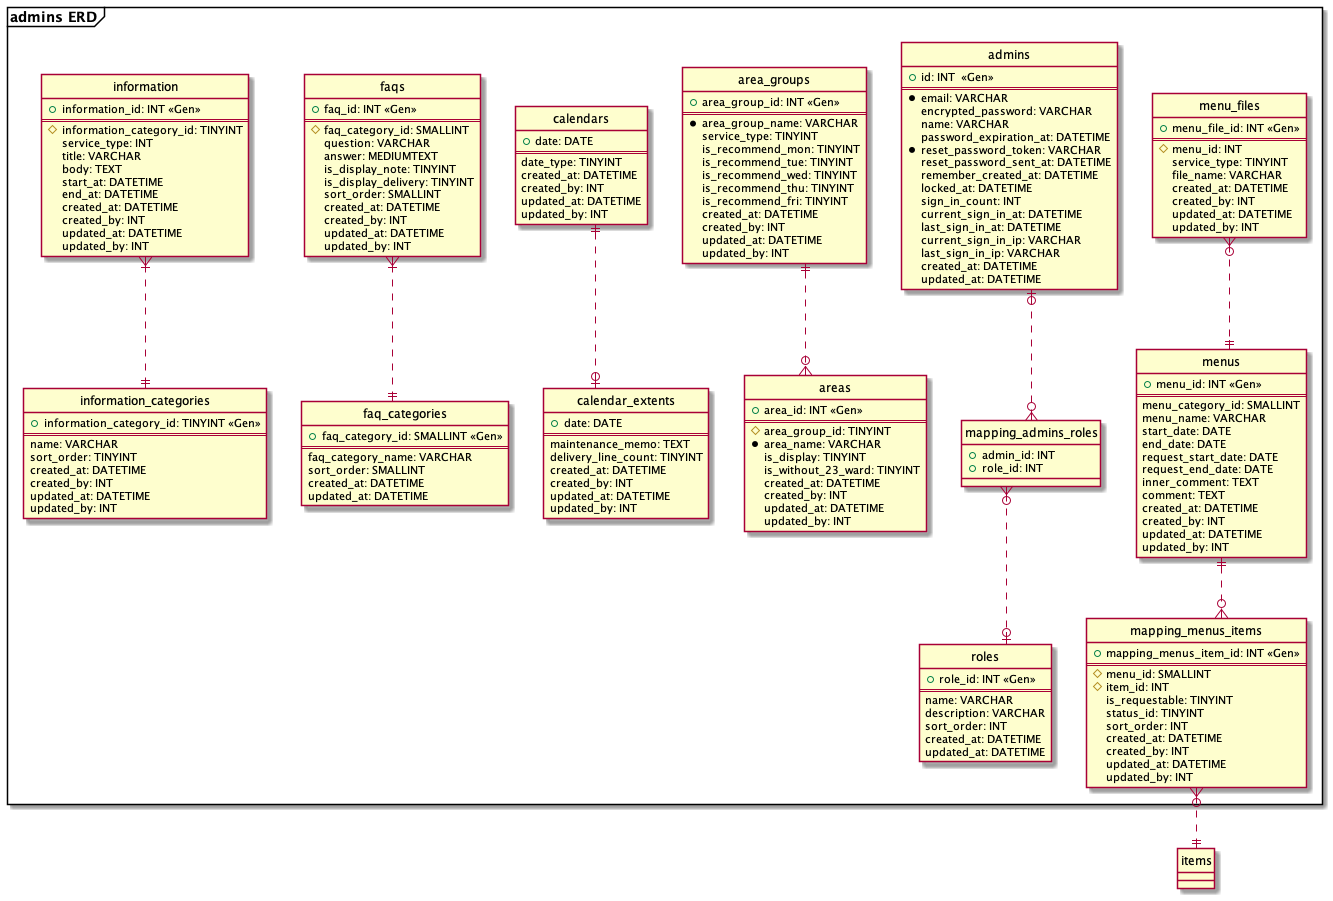 admins ERD
information
information_id: INT «Gen»
information_category_id: TINYINT
service_type: INT
title: VARCHAR
body: TEXT
start_at: DATETIME
end_at: DATETIME
created_at: DATETIME
created_by: INT
updated_at: DATETIME
updated_by: INT
faqs
faq_id: INT «Gen»
faq_category_id: SMALLINT
question: VARCHAR
answer: MEDIUMTEXT
is_display_note: TINYINT
is_display_delivery: TINYINT
sort_order: SMALLINT
created_at: DATETIME
created_by: INT
updated_at: DATETIME
updated_by: INT
calendars
date: DATE
date_type: TINYINT
created_at: DATETIME
created_by: INT
updated_at: DATETIME
updated_by: INT
area_groups
area_group_id: INT «Gen»
area_group_name: VARCHAR
service_type: TINYINT
is_recommend_mon: TINYINT
is_recommend_tue: TINYINT
is_recommend_wed: TINYINT
is_recommend_thu: TINYINT
is_recommend_fri: TINYINT
created_at: DATETIME
created_by: INT
updated_at: DATETIME
updated_by: INT
admins
id: INT «Gen»
email: VARCHAR
encrypted_password: VARCHAR
name: VARCHAR
password_expiration_at: DATETIME
reset_password_token: VARCHAR
reset_password_sent_at: DATETIME
remember_created_at: DATETIME
locked_at: DATETIME
sign_in_count: INT
current_sign_in_at: DATETIME
last_sign_in_at: DATETIME
current_sign_in_ip: VARCHAR
last_sign_in_ip: VARCHAR
created_at: DATETIME
updated_at: DATETIME
menu_files
menu_file_id: INT «Gen»
menu_id: INT
service_type: TINYINT
file_name: VARCHAR
created_at: DATETIME
created_by: INT
updated_at: DATETIME
updated_by: INT
information_categories
information_category_id: TINYINT «Gen»
name: VARCHAR
sort_order: TINYINT
created_at: DATETIME
created_by: INT
updated_at: DATETIME
updated_by: INT
faq_categories
faq_category_id: SMALLINT «Gen»
faq_category_name: VARCHAR
sort_order: SMALLINT
created_at: DATETIME
updated_at: DATETIME
calendar_extents
date: DATE
maintenance_memo: TEXT
delivery_line_count: TINYINT
created_at: DATETIME
created_by: INT
updated_at: DATETIME
updated_by: INT
areas
area_id: INT «Gen»
area_group_id: TINYINT
area_name: VARCHAR
is_display: TINYINT
is_without_23_ward: TINYINT
created_at: DATETIME
created_by: INT
updated_at: DATETIME
updated_by: INT
mapping_admins_roles
admin_id: INT
role_id: INT
menus
menu_id: INT «Gen»
menu_category_id: SMALLINT
menu_name: VARCHAR
start_date: DATE
end_date: DATE
request_start_date: DATE
request_end_date: DATE
inner_comment: TEXT
comment: TEXT
created_at: DATETIME
created_by: INT
updated_at: DATETIME
updated_by: INT
roles
role_id: INT «Gen»
name: VARCHAR
description: VARCHAR
sort_order: INT
created_at: DATETIME
updated_at: DATETIME
mapping_menus_items
mapping_menus_item_id: INT «Gen»
menu_id: SMALLINT
item_id: INT
is_requestable: TINYINT
status_id: TINYINT
sort_order: INT
created_at: DATETIME
created_by: INT
updated_at: DATETIME
updated_by: INT
items